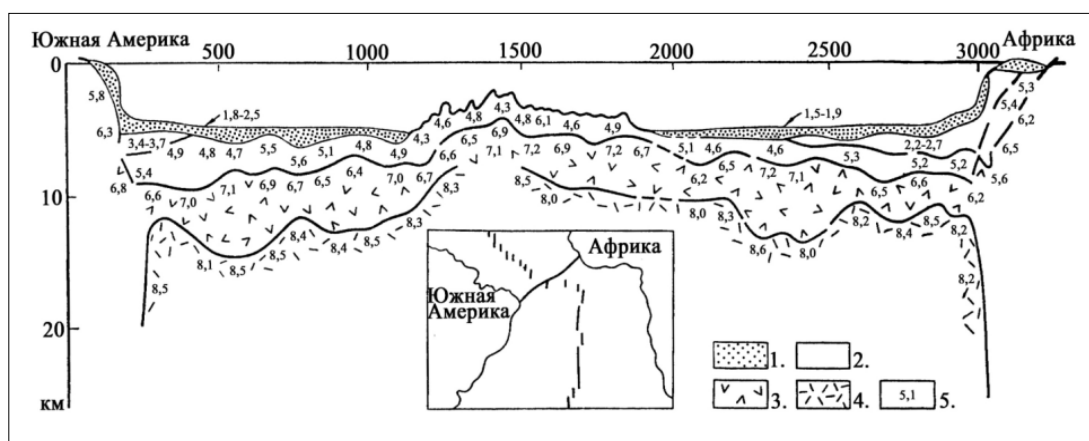 Южная Америка 500 1000 1500 2000 2500 3000 Африка
0
5,8 4,3 5,3
1,8-2,5 4,6 4,8 4,8 6,1 4,6 4,9 1,5-1,9 5,4
6,3 4,3 6,2
3,4-3,7 4,9 4,8 4,7 5,5 5,1 4,8 4,9 6,6 6,5 6,9 7,1 7,2 6,9 7,2 6,7 5,1 4,6 2,2-2,7 6,5
5,4 5,6 5,3 5,2 5,2 5,6
6,8 6,6 7,0 7,1 6,9 6,7 6,5 6,4 7,0 6,7 8,3 8,5 6,2 6,5 7,2 7,1 6,5 6,6 6,2
10 8,0 8,0 8,3 8,2 8,4 8,5 8,2
8,1 8,5 8,5 8,4 8,5 8,3 8,6 8,0
8,5 8,2
Африка
Южная
Америка
20
1. 2.
3. 4. 5,1 5.
км